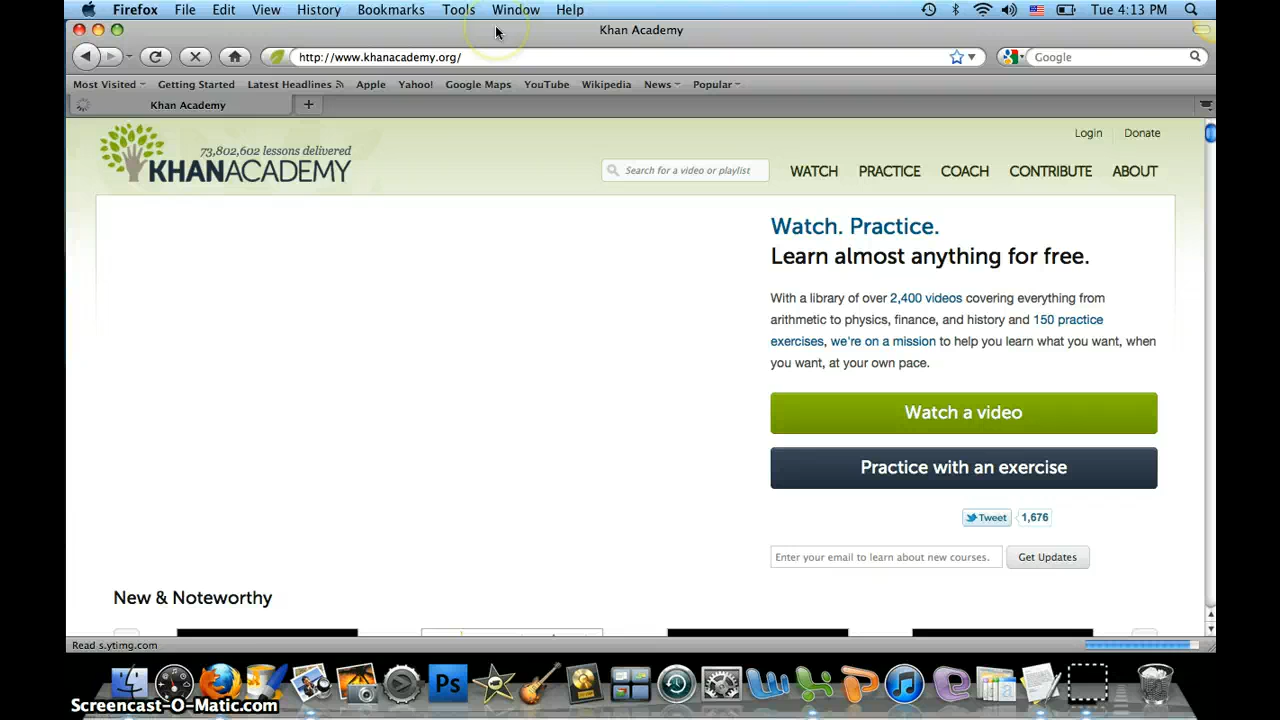 Firefox File Edit View History Bookmarks Tools Window Help Tue 4:13 PM
Khan Academy
http://www.khanacademy.org/ Google
Most Visited Getting Started Latest Headlines Apple Yahoo! Google Maps YouTube Wikipedia News Popular
Khan Academy
Login Donate
73,802,602 lessons delivered
KHANACADEMY
Search for a video or playlist WATCH PRACTICE COACH CONTRIBUTE ABOUT
Watch. Practice.
Learn almost anything for free.
With a library of over 2,400 videos covering everything from
arithmetic to physics, finance, and history and 150 practice
exercises, we're on a mission to help you learn what you want, when
you want, at your own pace.
Watch a video
Practice with an exercise
Tweet 1,676
Enter your email to learn about new courses. Get Updates
New & Noteworthy
Read s.ytimg.com
Ps
Screencast-O-Matic.com